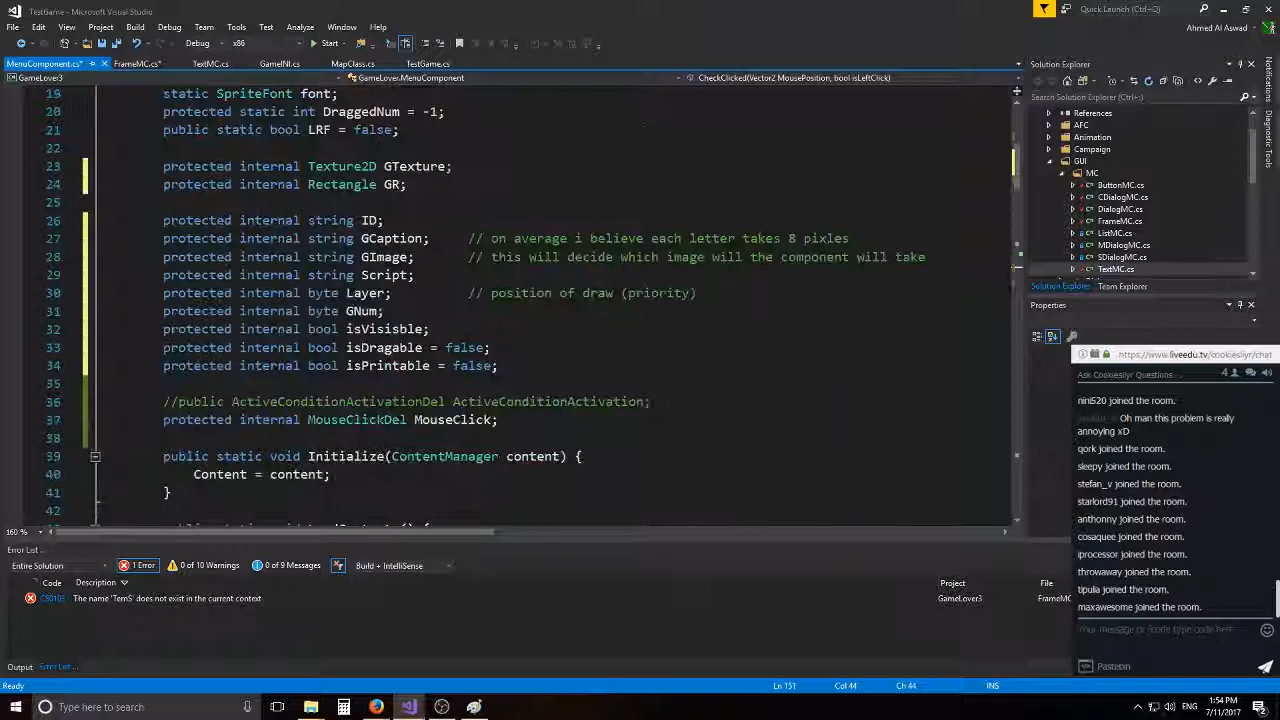 TestGame - Microsoft Visual Studio
Quick Launch (Ctrl+Q)
File Edit View Project Build Debug Team Tools Test Analyze Window Help
Ahmed Al Aswad
Debug x86 Start
MenuComponent.cs* FrameMC.cs* TextMC.cs GameINI.cs MapClass.cs TestGame.cs
GameLover3 GameLover.MenuComponent CheckClicked(Vector2 MousePosition, bool isLeftClick)
19 static SpriteFont font;
20 protected static int DraggedNum = -1;
21 public static bool LRF = false;
22
23 protected internal Texture2D GTexture;
24 protected internal Rectangle GR;
25
26 protected internal string ID;
27 protected internal string GCaption; // on average i believe each letter takes 8 pixles
28 protected internal string GImage; // this will decide which image will the component will take
29 protected internal string Script;
30 protected internal byte Layer; // position of draw (priority)
31 protected internal byte GNum;
32 protected internal bool isVisisble;
33 protected internal bool isDragable = false;
34 protected internal bool isPrintable = false;
35
36 //public ActiveConditionActivationDel ActiveConditionActivation;
37 protected internal MouseClickDel MouseClick;
38
39 public static void Initialize(ContentManager content) {
40 Content = content;
41 }
42
160 %
Solution Explorer
Search Solution Explorer (Ctrl+;)
References
AFC
Animation
Campaign
GUI
MC
ButtonMC.cs
CDialogMC.cs
DialogMC.cs
FrameMC.cs
ListMC.cs
MDialogMC.cs
SDialogMC.cs
TextMC.cs
Solution Explorer Team Explorer
Properties
Notifications
Diagnostic Tools
https://www.liveedu.tv/cookiesliyr/chat
Ask Cookiesliyr Questions ... 4
nini520 joined the room.
Oh man this problem is really
annoying xD
qork joined the room.
sleepy joined the room.
stefan_v joined the room.
starlord91 joined the room.
anthonny joined the room.
cosaquee joined the room.
iprocessor joined the room.
throwaway joined the room.
tipulia joined the room.
maxawesome joined the room.
Your message or /code type code here
Pastebin
Error List ...
Entire Solution 1 Error 0 of 10 Warnings 0 of 9 Messages Build + IntelliSense
Code Description Project File
CS0103 The name 'TemS' does not exist in the current context GameLover3 FrameMC
Output Error List ...
Ready Ln 151 Col 44 Ch 44 INS
Type here to search
ENG
1:54 PM
7/11/2017
2